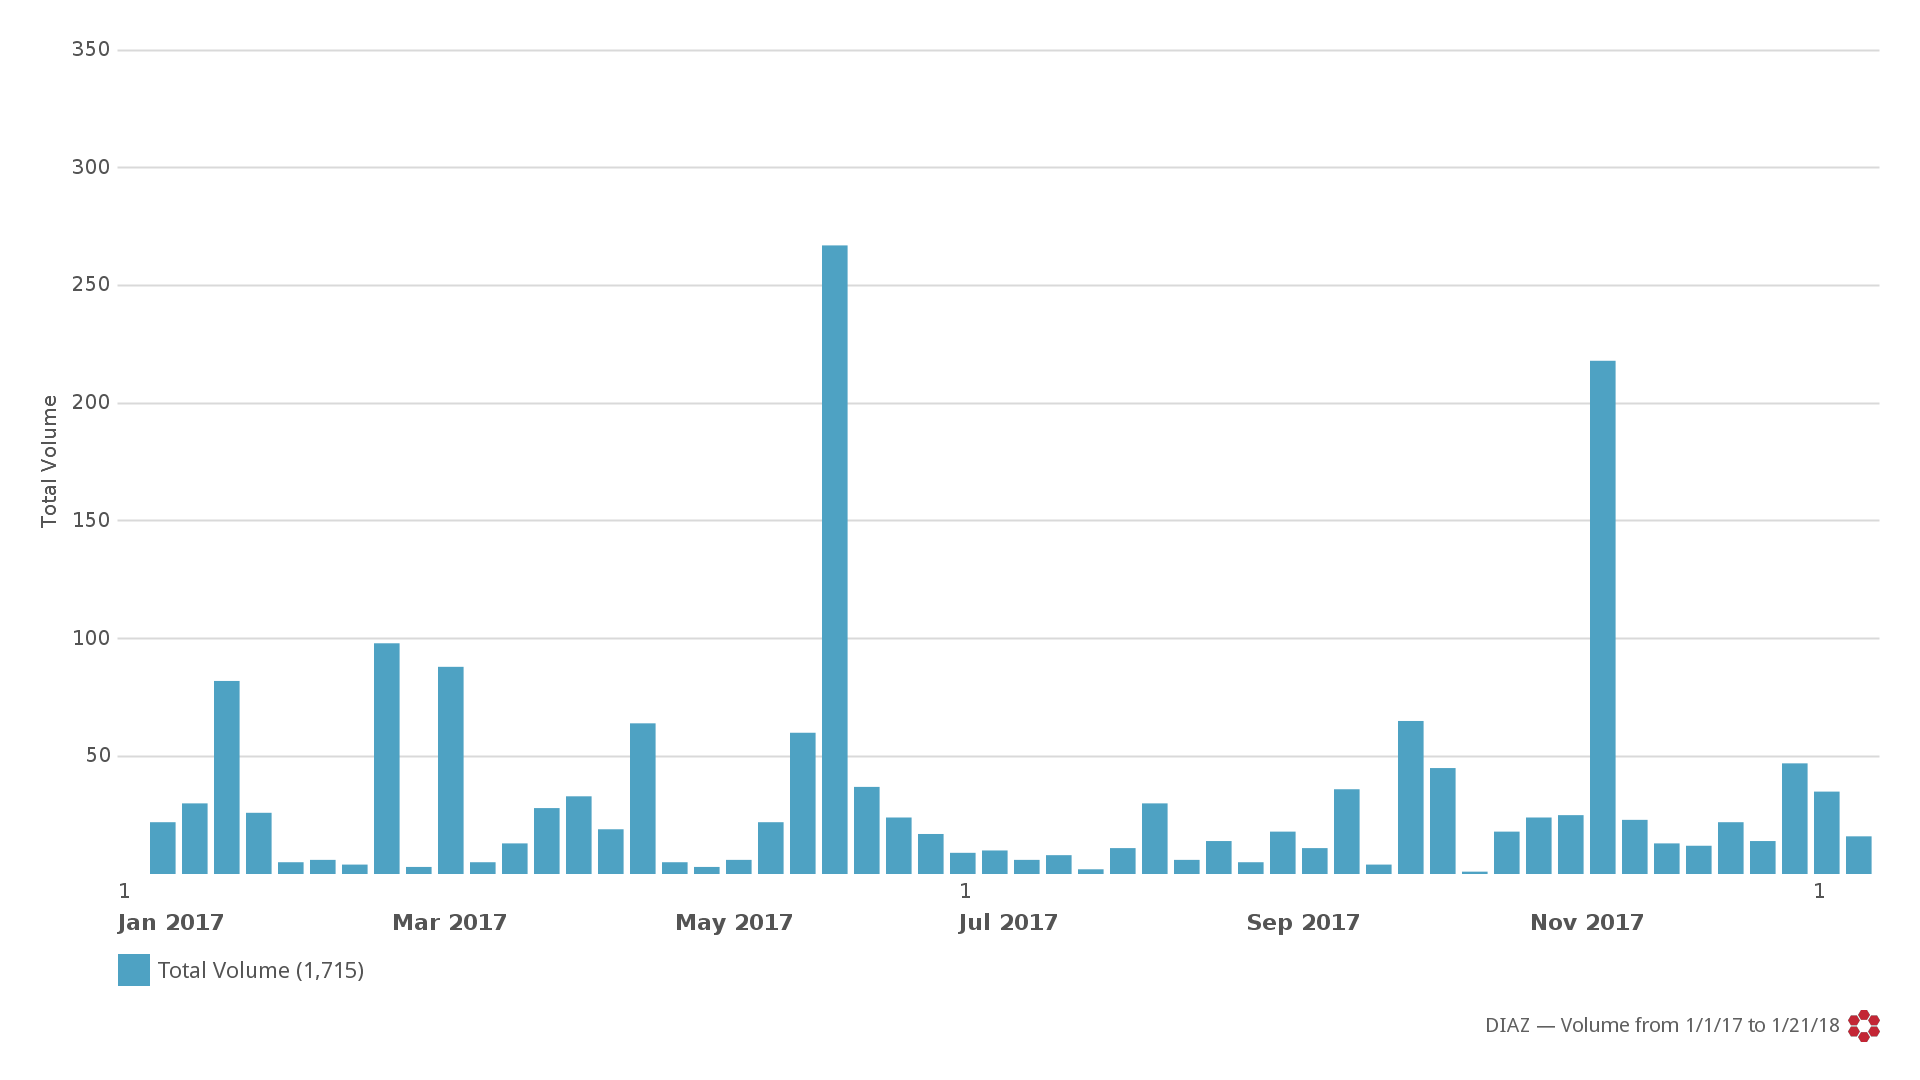 350
300
250
200
150
100
50
Total Volume
1 1 1
Jan 2017 Mar 2017 May 2017 Jul 2017 Sep 2017 Nov 2017
Total Volume (1,715)
DIAZ — Volume from 1/1/17 to 1/21/18